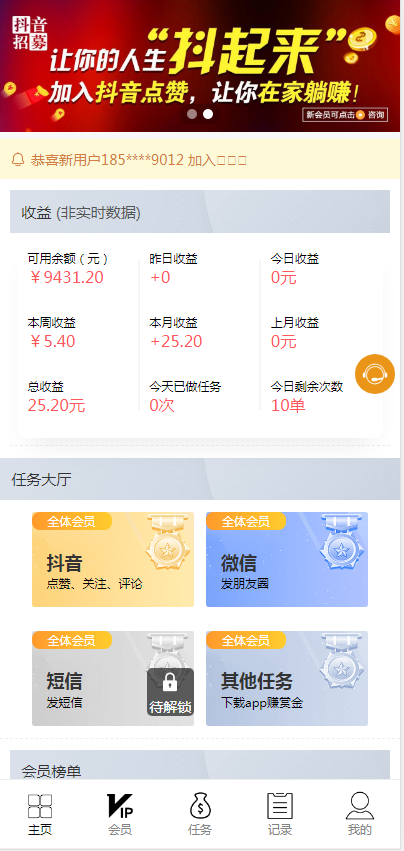 抖音
招募
让你的人生“抖起来”
加入抖音点赞，让你在家躺赚！
新会员可点击 咨询
恭喜新用户185****9012 加入□□□
收益 (非实时数据)
可用余额（元） 昨日收益 今日收益
￥9431.20 +0 0元
本周收益 本月收益 上月收益
￥5.40 +25.20 0元
总收益 今天已做任务 今日剩余次数
25.20元 0次 10单
任务大厅
全体会员 全体会员
抖音 微信
点赞、关注、评论 发朋友圈
全体会员 全体会员
短信 其他任务
发短信 下载app赚赏金
待解锁
会员榜单
VIP
主页 会员 任务 记录 我的